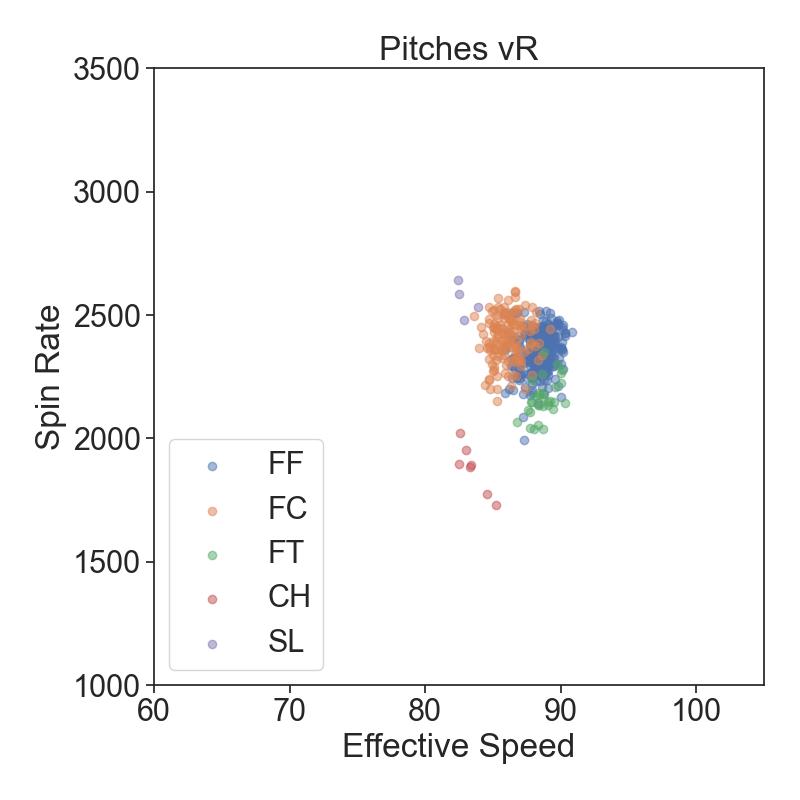 Pitches vR
3500
3000
2500
2000
1500
1000
Spin Rate
FF
FC
FT
CH
SL
60 70 80 90 100
Effective Speed